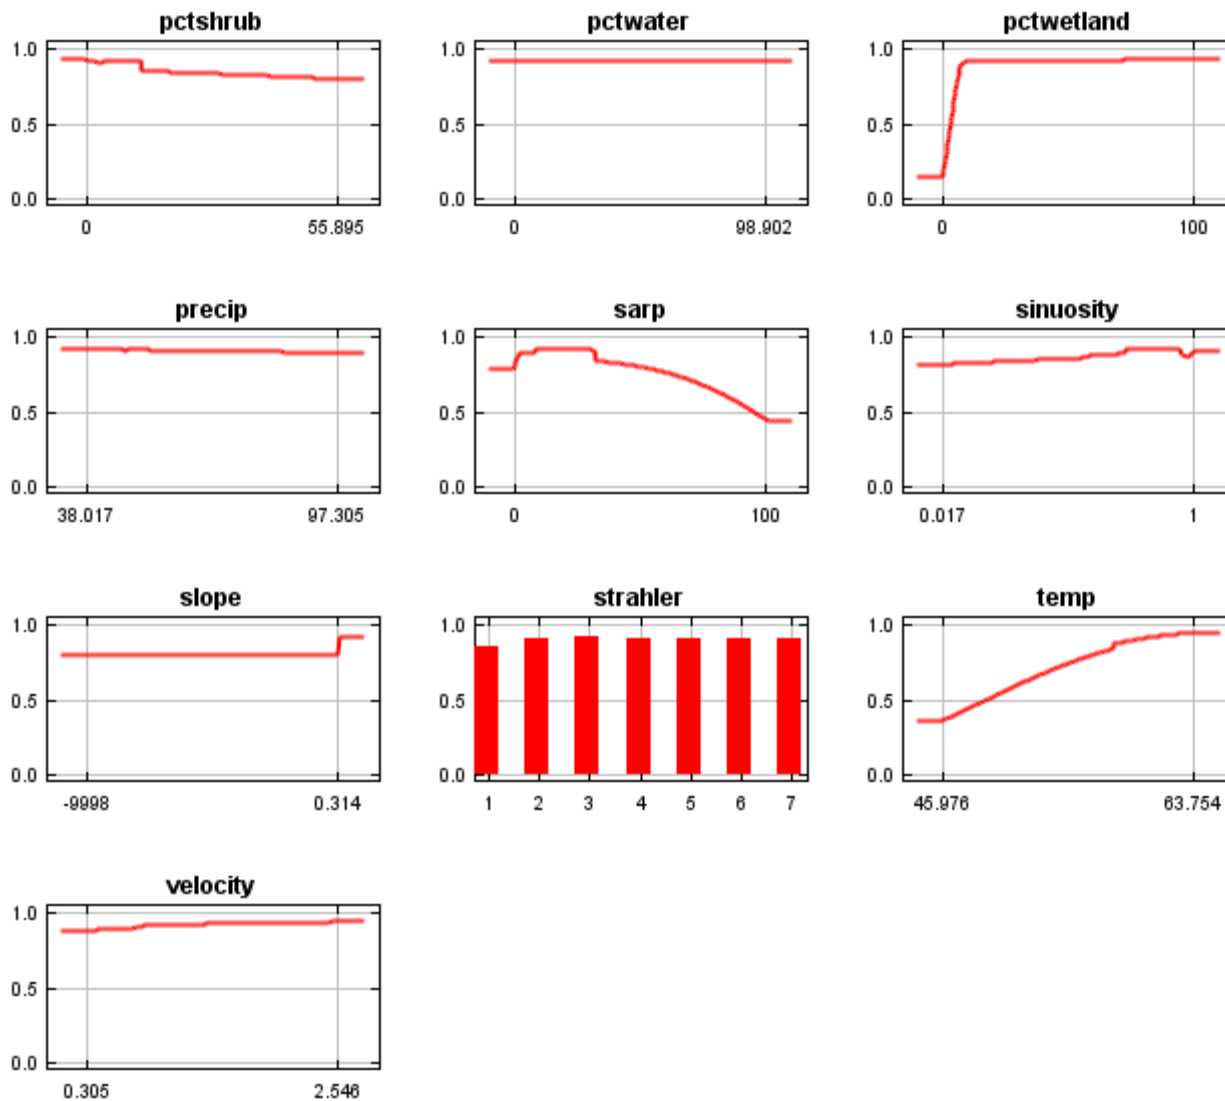 pctshrub pctwater pctwetland
1.0 1.0 1.0
0.5 0.5 0.5
0.0 0.0 0.0
0 55.895 0 98.902 0 100
precip sarp sinuosity
1.0 1.0 1.0
0.5 0.5 0.5
0.0 0.0 0.0
38.017 97.305 0 100 0.017 1
slope strahler temp
1.0 1.0 1.0
0.5 0.5 0.5
0.0 0.0 0.0
-9998 0.314 1 2 3 4 5 6 7 45.976 63.754
velocity
1.0
0.5
0.0
0.305 2.546